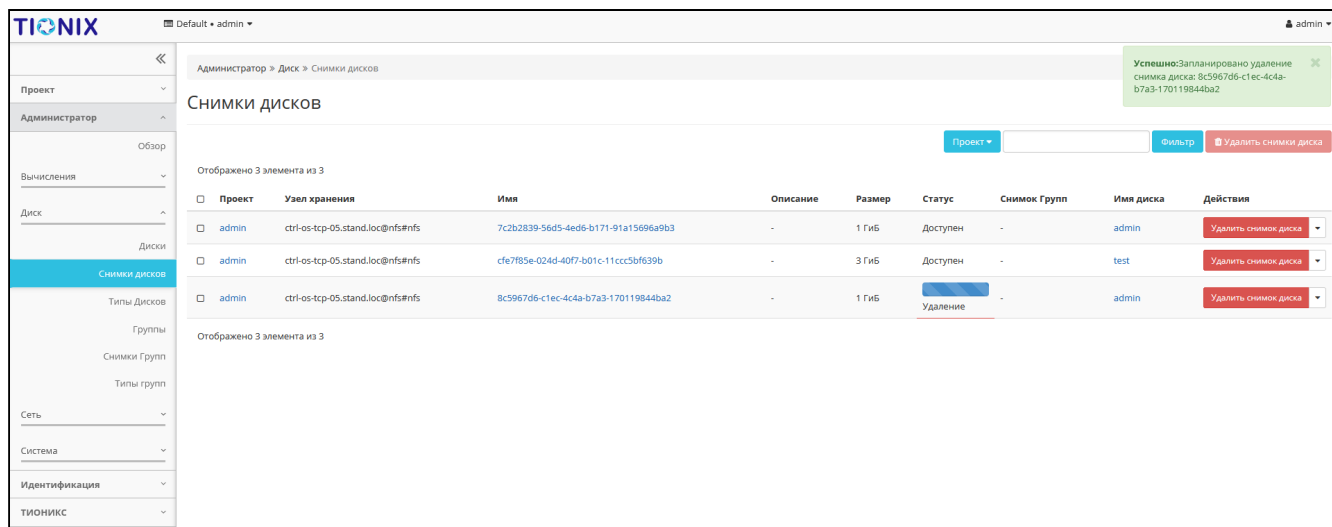 TIONIX
Default • admin
admin
Администратор » Диск » Снимки дисков
Успешно:Запланировано удаление
снимка диска: 8c5967d6-c1ec-4c4a-
b7a3-170119844ba2
Проект
Администратор
Обзор
Вычисления
Диск
Диски
Снимки дисков
Типы Дисков
Группы
Снимки Групп
Типы групп
Сеть
Система
Идентификация
ТИОНИКС
Снимки дисков
Проект Фильтр Удалить снимки диска
Отображено 3 элемента из 3
Проект Узел хранения Имя Описание Размер Статус Снимок Групп Имя диска Действия
admin ctrl-os-tcp-05.stand.loc@nfs#nfs 7c2b2839-56d5-4ed6-b171-91a15696a9b3 - 1 ГиБ Доступен - admin Удалить снимок диска
admin ctrl-os-tcp-05.stand.loc@nfs#nfs cfe7f85e-024d-40f7-b01c-11ccc5bf639b - 3 ГиБ Доступен - test Удалить снимок диска
admin ctrl-os-tcp-05.stand.loc@nfs#nfs 8c5967d6-c1ec-4c4a-b7a3-170119844ba2 - 1 ГиБ Удаление - admin Удалить снимок диска
Отображено 3 элемента из 3